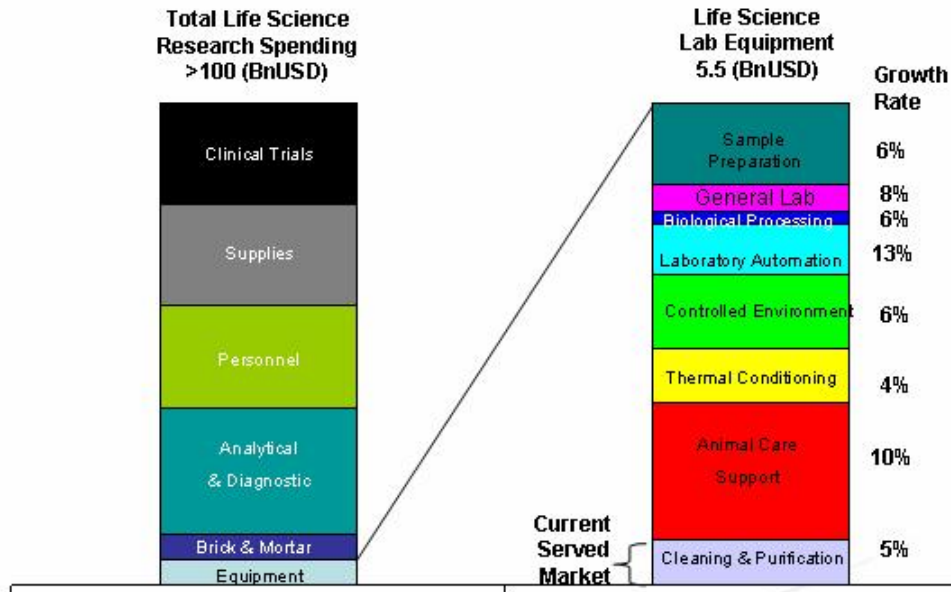 Total Life Science
Research Spending
>100 (BnUSD)
Clinical Trials
Supplies
Personnel
Analytical
& Diagnostic
Brick & Mortar
Equipment
Life Science
Lab Equipment
5.5 (BnUSD)
Growth
Rate
Sample
Preparation
6%
General Lab
8%
Biological Processing
6%
Laboratory Automation
13%
Controlled Environment
6%
Thermal Conditioning
4%
Animal Care
Support
10%
Current
Served
Market
Cleaning & Purification
5%